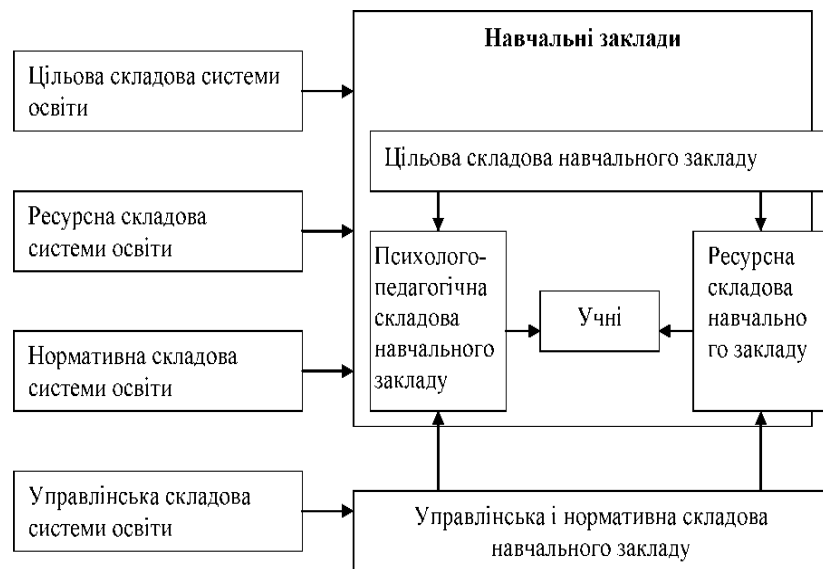 Навчальні заклади
Цільова складова системи
освіти
Цільова складова навчального закладу
Ресурсна складова
системи освіти
Психолого-
педагогічна
складова
навчального
закладу
Учні
Ресурсна
складова
навчально
го закладу
Нормативна складова
системи освіти
Управлінська складова
системи освіти
Управлінська і нормативна складова
навчального закладу